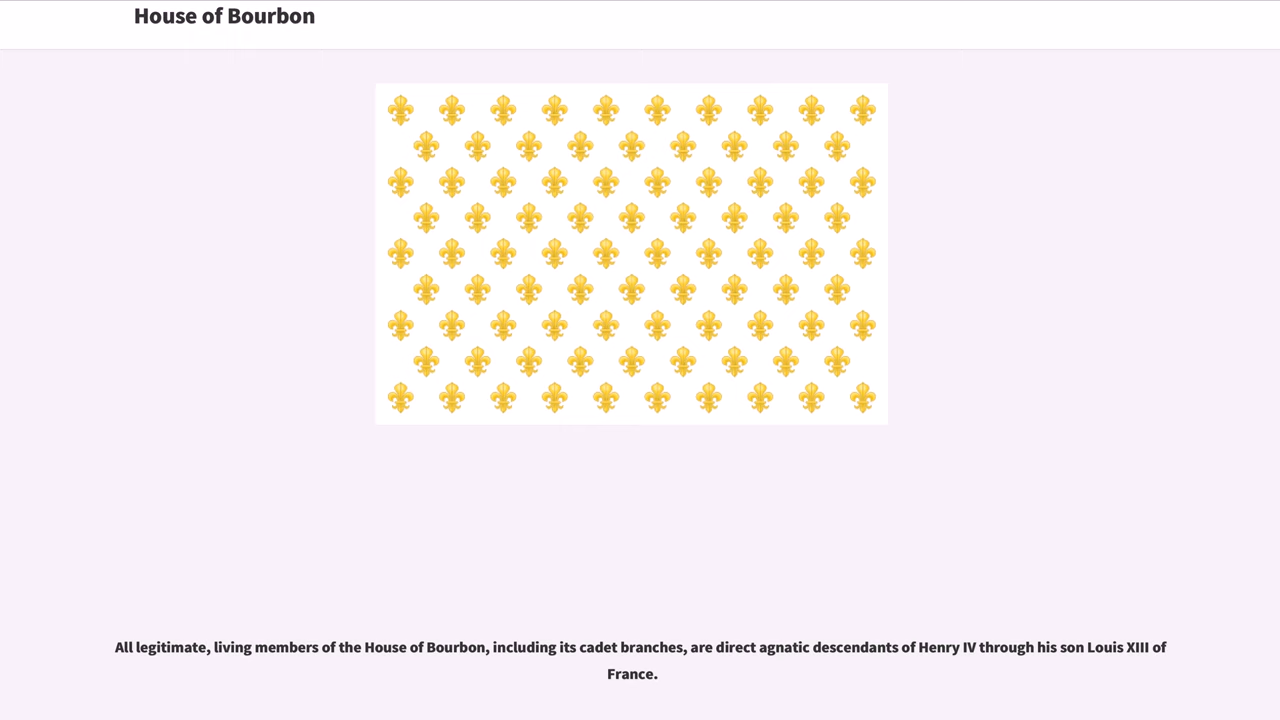 House of Bourbon
All legitimate, living members of the House of Bourbon, including its cadet branches, are direct agnatic descendants of Henry IV through his son Louis XIII of
France.